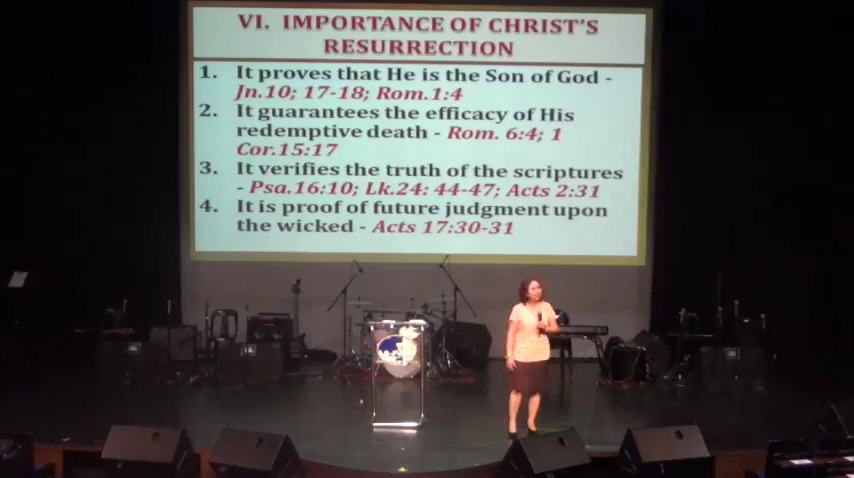 VI. IMPORTANCE OF CHRIST'S
RESURRECTION
1. It proves that He is the Son of God -
Jn.10; 17-18; Rom.1:4
2. It guarantees the efficacy of His
redemptive death - Rom. 6:4; 1
Cor.15:17
3. It verifies the truth of the scriptures
- Psa.16:10; Lk.24: 44-47; Acts 2:31
4. It is proof of future judgment upon
the wicked - Acts 17:30-31